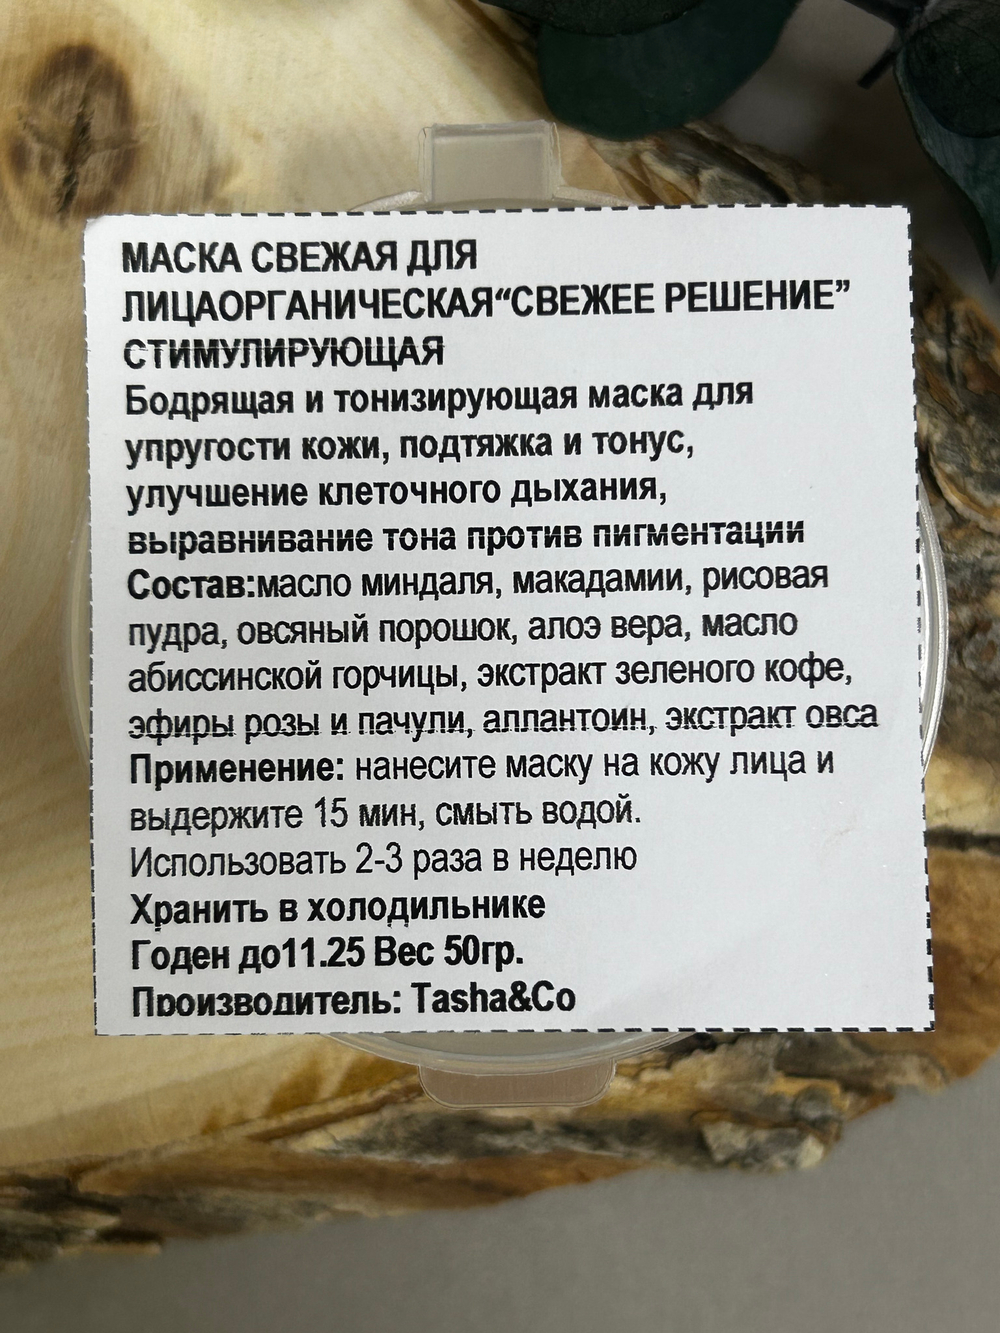 МАСКА СВЕЖАЯ ДЛЯ
ЛИЦАОРГАНИЧЕСКАЯ“СВЕЖЕЕ РЕШЕНИЕ”
СТИМУЛИРУЮЩАЯ
Бодрящая и тонизирующая маска для
упругости кожи, подтяжка и тонус,
улучшение клеточного дыхания,
выравнивание тона против пигментации
Состав:масло миндаля, макадамии, рисовая
пудра, овсяный порошок, алоэ вера, масло
абиссинской горчицы, экстракт зеленого кофе,
эфиры розы и пачули, аллантоин, экстракт овса
Применение: нанесите маску на кожу лица и
выдержите 15 мин, смыть водой.
Использовать 2-3 раза в неделю
Хранить в холодильнике
Годен до11.25 Вес 50гр.
Производитель: Tasha&Co